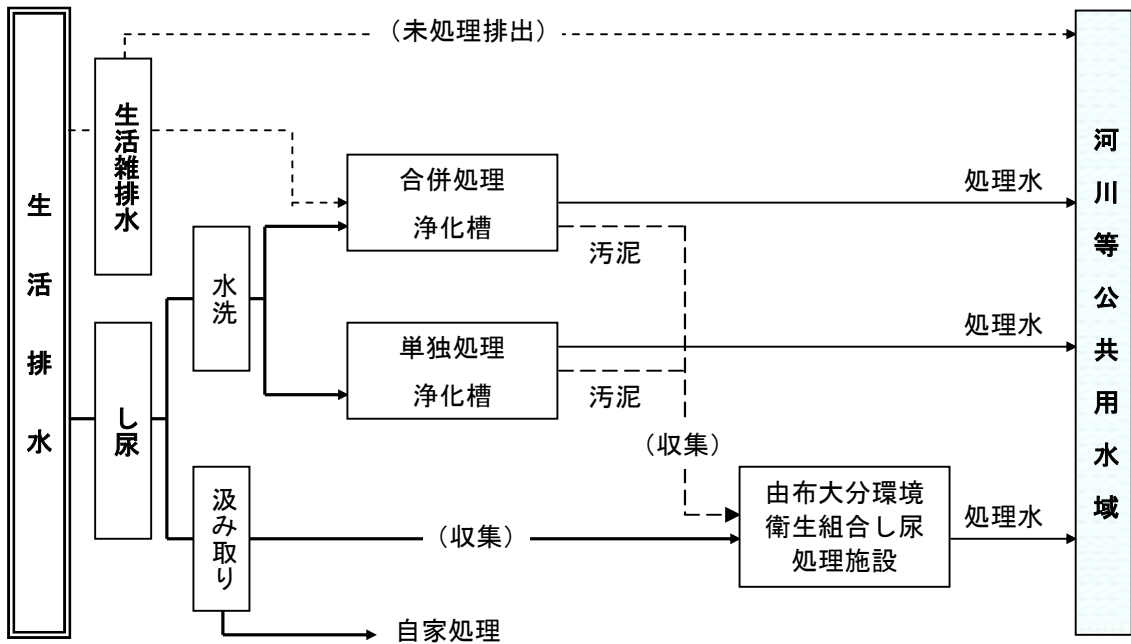 生活排水
生活雑排水
し尿
水洗
汲み取り
（未処理排出）
合併処理
浄化槽
汚泥
処理水
単独処理
浄化槽
汚泥
処理水
（収集）
（収集）
由布大分環境
衛生組合し尿
処理施設
処理水
自家処理
河川等公共用水域